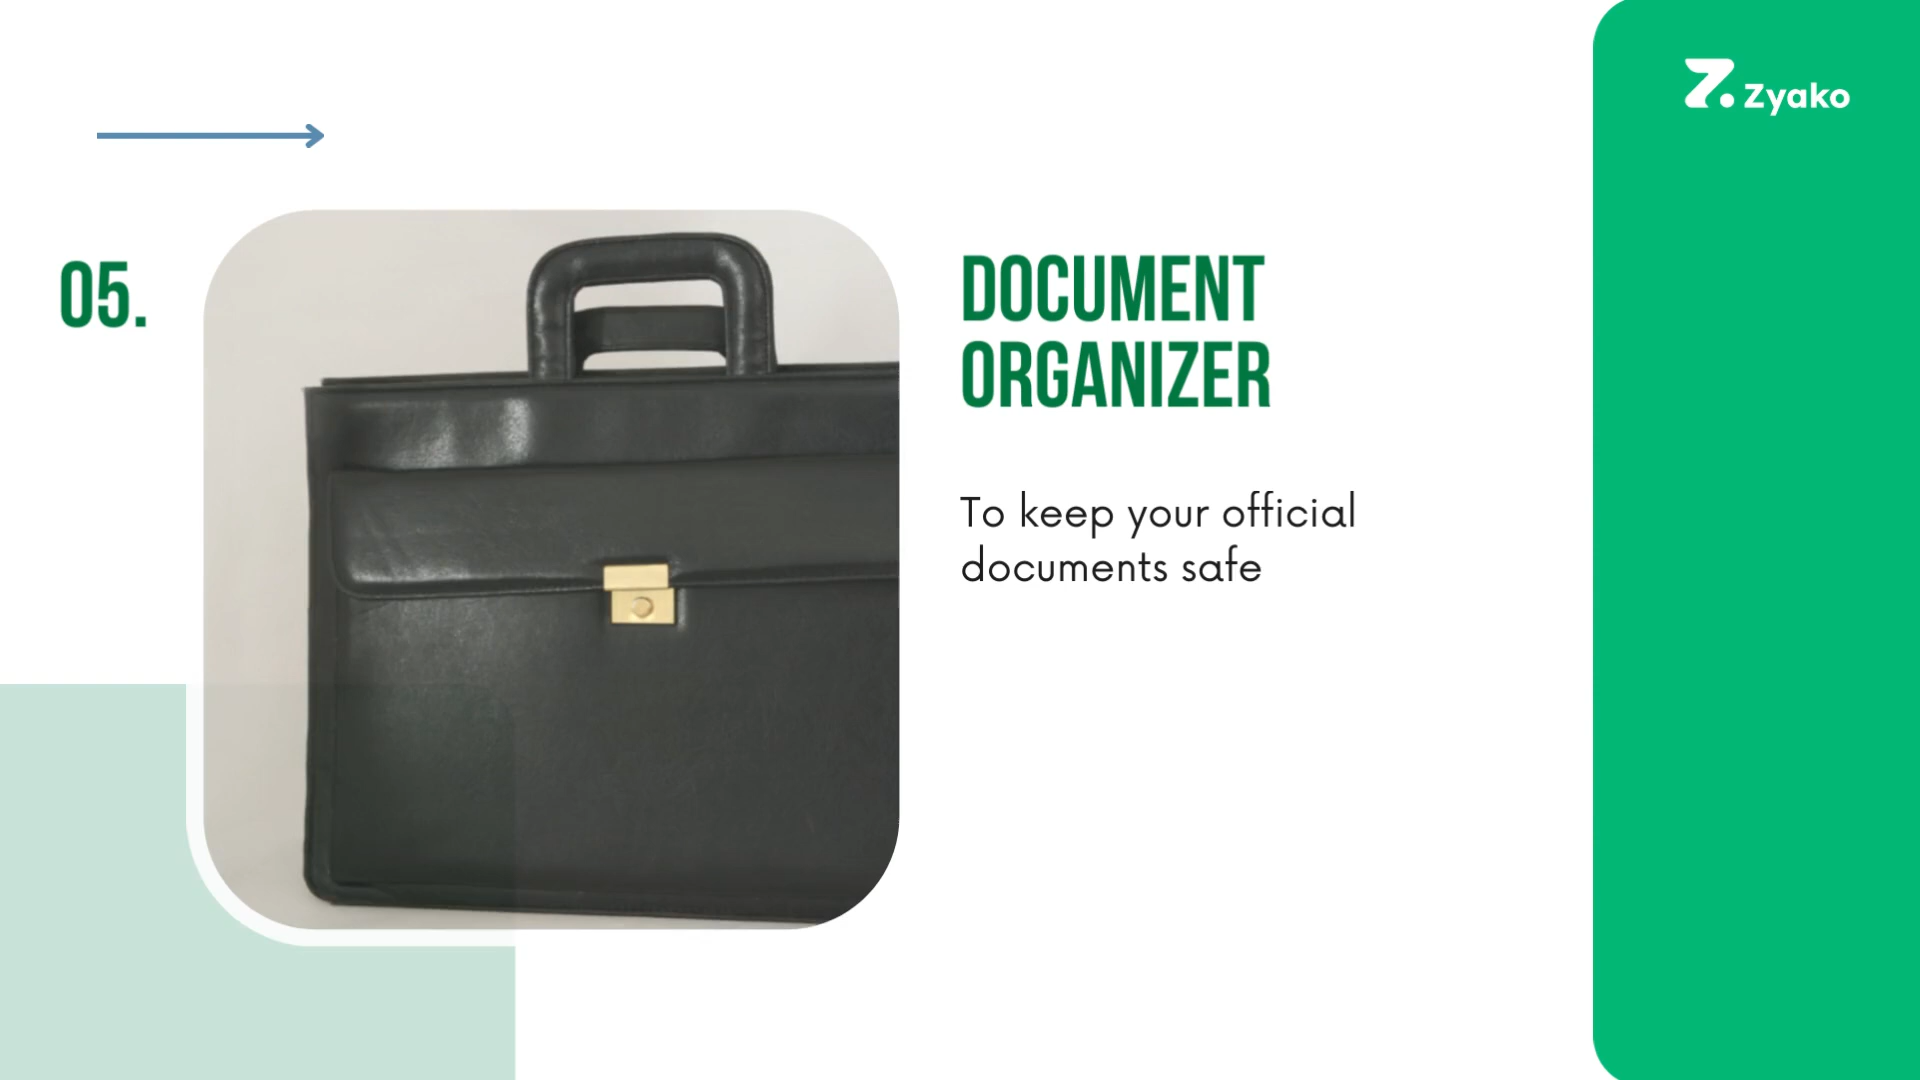 Zyako
05.
DOCUMENT
ORGANIZER
To keep your official
documents safe